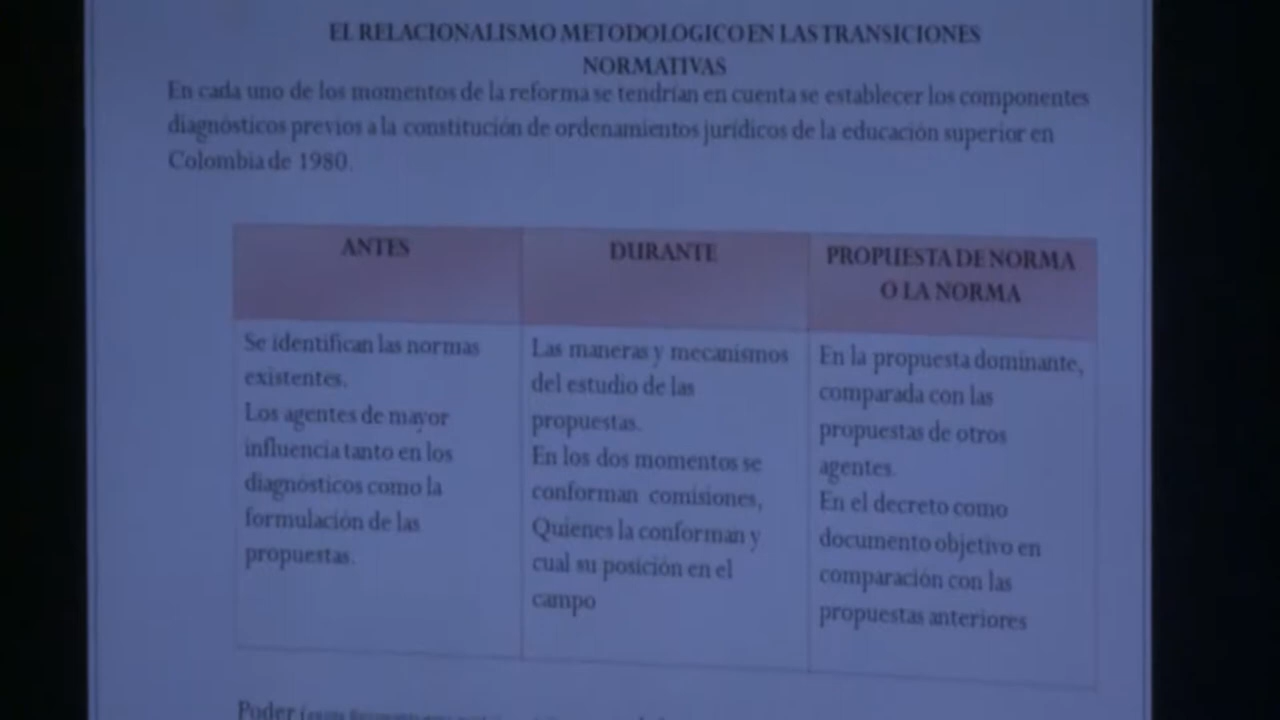 EL RELACIONALISMO METODOLOGICO EN LAS TRANSICIONES
NORMATIVAS
En cada uno de los momentos de la reforma se tendrían en cuenta se establecer los componentes
diagnósticos previos a la constitución de ordenamientos jurídicos de la educación superior en
Colombia de 1980.
ANTES
Se identifican las normas
existentes.
Los agentes de mayor
influencia tanto en los
diagnósticos como la
formulación de las
propuestas.
DURANTE
Las maneras y mecanismos
del estudio de las
propuestas.
En los dos momentos se
conforman comisiones,
Quienes la conforman y
cual su posición en el
campo
PROPUESTA DE NORMA
O LA NORMA
En la propuesta dominante,
comparada con las
propuestas de otros
agentes.
En el decreto como
documento objetivo en
comparación con las
propuestas anteriores
Poder